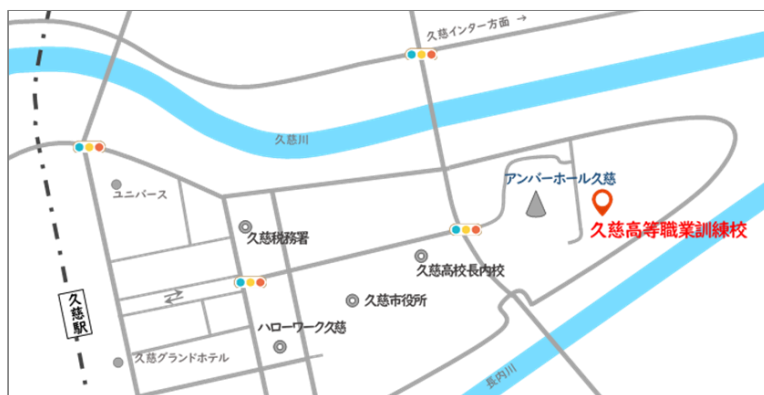 久慈インター方面 →
久慈川
アンバーホール久慈
ユニバース
久慈高等職業訓練校
久慈税務署
久慈高校長内校
久慈市役所
久慈駅
ハローワーク久慈
久慈グランドホテル
長内川